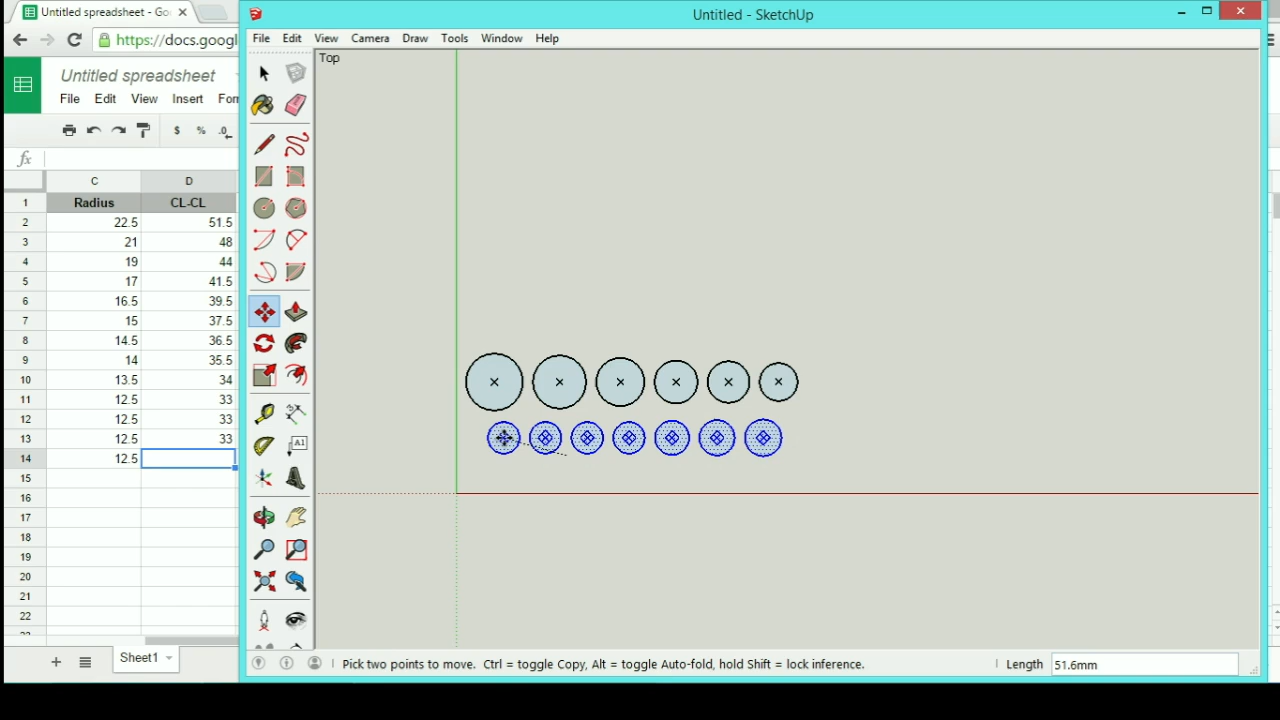 Untitled spreadsheet - Go
Untitled - SketchUp
https://docs.googl
File Edit View Camera Draw Tools Window Help
Untitled spreadsheet
File Edit View Insert Forn
Top
$ % .0
fx
C D
1 Radius CL-CL
2 22.5 51.5
3 21 48
4 19 44
5 17 41.5
6 16.5 39.5
7 15 37.5
8 14.5 36.5
9 14 35.5
10 13.5 34
11 12.5 33
12 12.5 33
13 12.5 33
14 12.5
15
16
17
18
19
20
21
22
A1
A
Sheet1
Pick two points to move. Ctrl = toggle Copy, Alt = toggle Auto-fold, hold Shift = lock inference.
Length 51.6mm